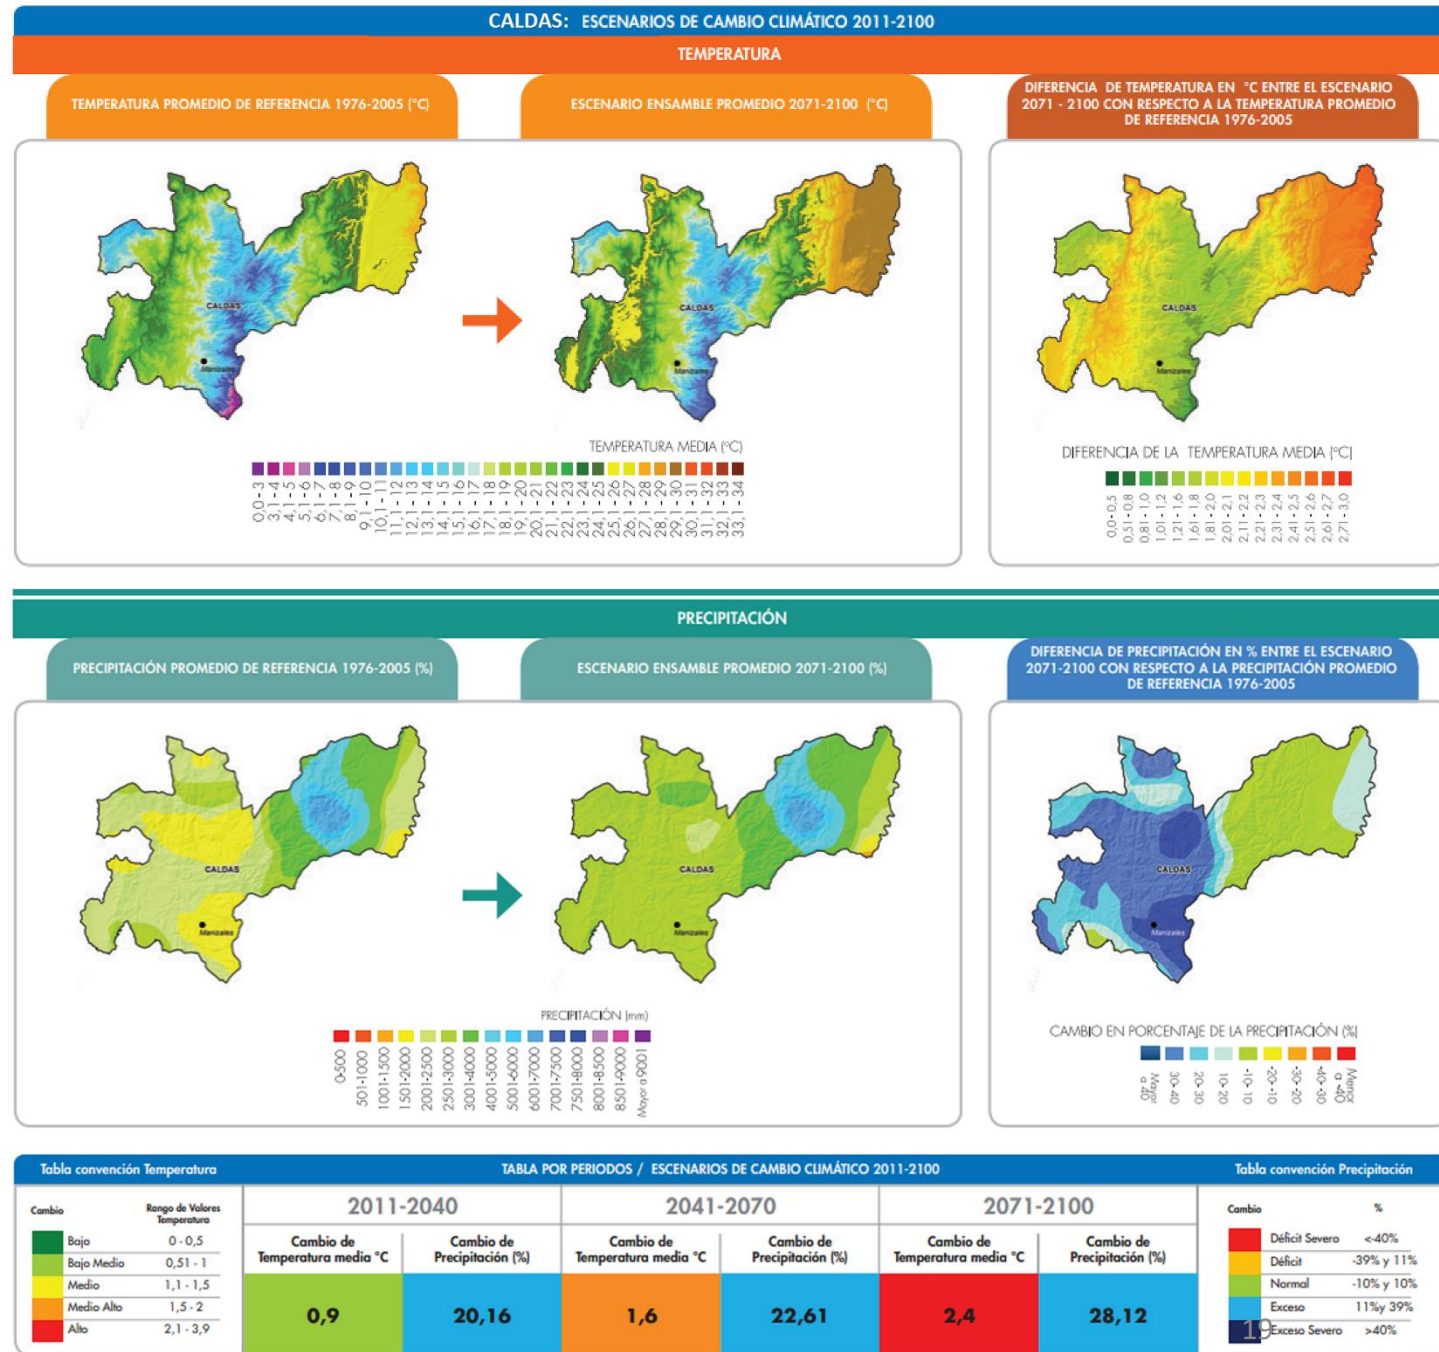 CALDAS: ESCENARIOS DE CAMBIO CLIMÁTICO 2011-2100
TEMPERATURA
TEMPERATURA PROMEDIO DE REFERENCIA 1976-2005 (°C)
ESCENARIO ENSAMBLE PROMEDIO 2071-2100 (°C)
DIFERENCIA DE TEMPERATURA EN °C ENTRE EL ESCENARIO
2071 - 2100 CON RESPECTO A LA TEMPERATURA PROMEDIO
DE REFERENCIA 1976-2005
CALDAS
Manizales
CALDAS
Manizales
CALDAS
Manizales
TEMPERATURA MEDIA (°C)
0,0 - 3
3,1 - 4
4,1 - 5
5,1 - 6
6,1 - 7
7,1 - 8
8,1 - 9
9,1 - 10
10,1 - 11
11,1 - 12
12,1 - 13
13,1 - 14
14,1 - 15
15,1 - 16
16,1 - 17
17,1 - 18
18,1 - 19
19,1 - 20
20,1 - 21
21,1 - 22
22,1 - 23
23,1 - 24
24,1 - 25
25,1 - 26
26,1 - 27
27,1 - 28
28,1 - 29
29,1 - 30
30,1 - 31
31,1 - 32
32,1 - 33
33,1 - 34
DIFERENCIA DE LA TEMPERATURA MEDIA (°C)
0,0 - 0,5
0,51 - 0,8
0,81 - 1,0
1,01 - 1,2
1,21 - 1,6
1,61 - 1,8
1,81 - 2,0
2,01 - 2,1
2,11 - 2,2
2,21 - 2,3
2,31 - 2,4
2,41 - 2,5
2,51 - 2,6
2,61 - 2,7
2,71 - 3,0
PRECIPITACIÓN
PRECIPITACIÓN PROMEDIO DE REFERENCIA 1976-2005 (%)
ESCENARIO ENSAMBLE PROMEDIO 2071-2100 (%)
DIFERENCIA DE PRECIPITACIÓN EN % ENTRE EL ESCENARIO
2071-2100 CON RESPECTO A LA PRECIPITACIÓN PROMEDIO
DE REFERENCIA 1976-2005
CALDAS
Manizales
CALDAS
Manizales
CALDAS
Manizales
PRECIPITACIÓN (mm)
0-500
501-1000
1001-1500
1501-2000
2001-2500
2501-3000
3001-4000
4001-5000
5001-6000
6001-7000
7001-7500
7501-8000
8001-8500
8501-9000
Mayor a 9001
CAMBIO EN PORCENTAJE DE LA PRECIPITACIÓN (%)
Mayor a 40
30-40
20-30
10-20
-10-10
-20-10
-30-20
-40-30
Menor a -40
Tabla convención Temperatura
TABLA POR PERIODOS / ESCENARIOS DE CAMBIO CLIMÁTICO 2011-2100
Tabla convención Precipitación
Cambio Rango de Valores Temperatura
Bajo 0 - 0,5
Bajo Medio 0,51 - 1
Medio 1,1 - 1,5
Medio Alto 1,5 - 2
Alto 2,1 - 3,9
2011-2040 2041-2070 2071-2100
Cambio de Temperatura media °C Cambio de Precipitación (%) Cambio de Temperatura media °C Cambio de Precipitación (%) Cambio de Temperatura media °C Cambio de Precipitación (%)
0,9 20,16 1,6 22,61 2,4 28,12
Cambio %
Déficit Severo <-40%
Déficit -39% y 11%
Normal -10% y 10%
Exceso 11%y 39%
Exceso Severo >40%
19